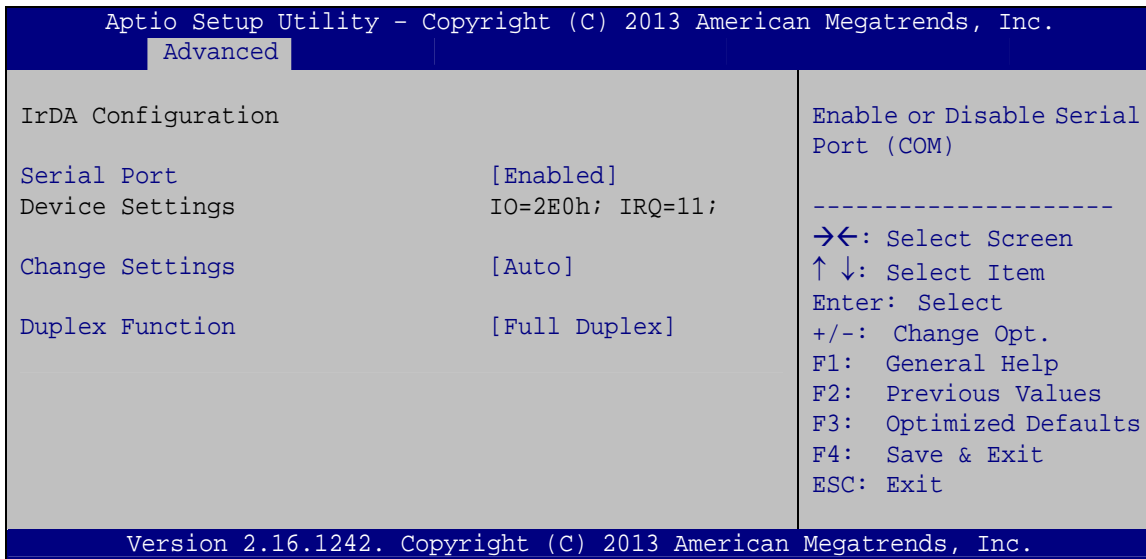 Aptio Setup Utility – Copyright (C) 2013 American Megatrends, Inc.
Advanced
IrDA Configuration
Serial Port [Enabled]
Device Settings IO=2E0h; IRQ=11;
Change Settings [Auto]
Duplex Function [Full Duplex]
Enable or Disable Serial
Port (COM)
---------------------
→←: Select Screen
↑ ↓: Select Item
Enter: Select
+/-: Change Opt.
F1: General Help
F2: Previous Values
F3: Optimized Defaults
F4: Save & Exit
ESC: Exit
Version 2.16.1242. Copyright (C) 2013 American Megatrends, Inc.